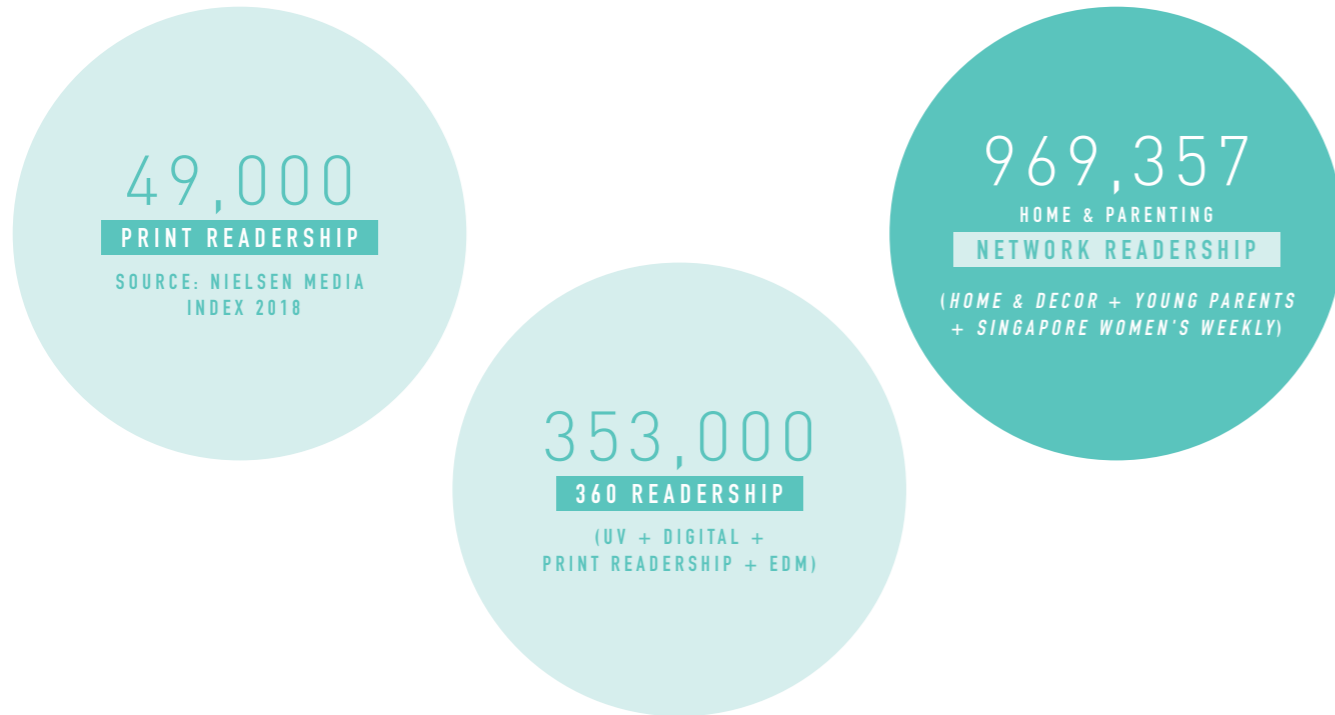 49,000
PRINT READERSHIP
SOURCE: NIELSEN MEDIA
INDEX 2018
353,000
360 READERSHIP
(UV + DIGITAL +
PRINT READERSHIP + EDM)
969,357
HOME & PARENTING
NETWORK READERSHIP
(HOME & DECOR + YOUNG PARENTS
+ SINGAPORE WOMEN'S WEEKLY)